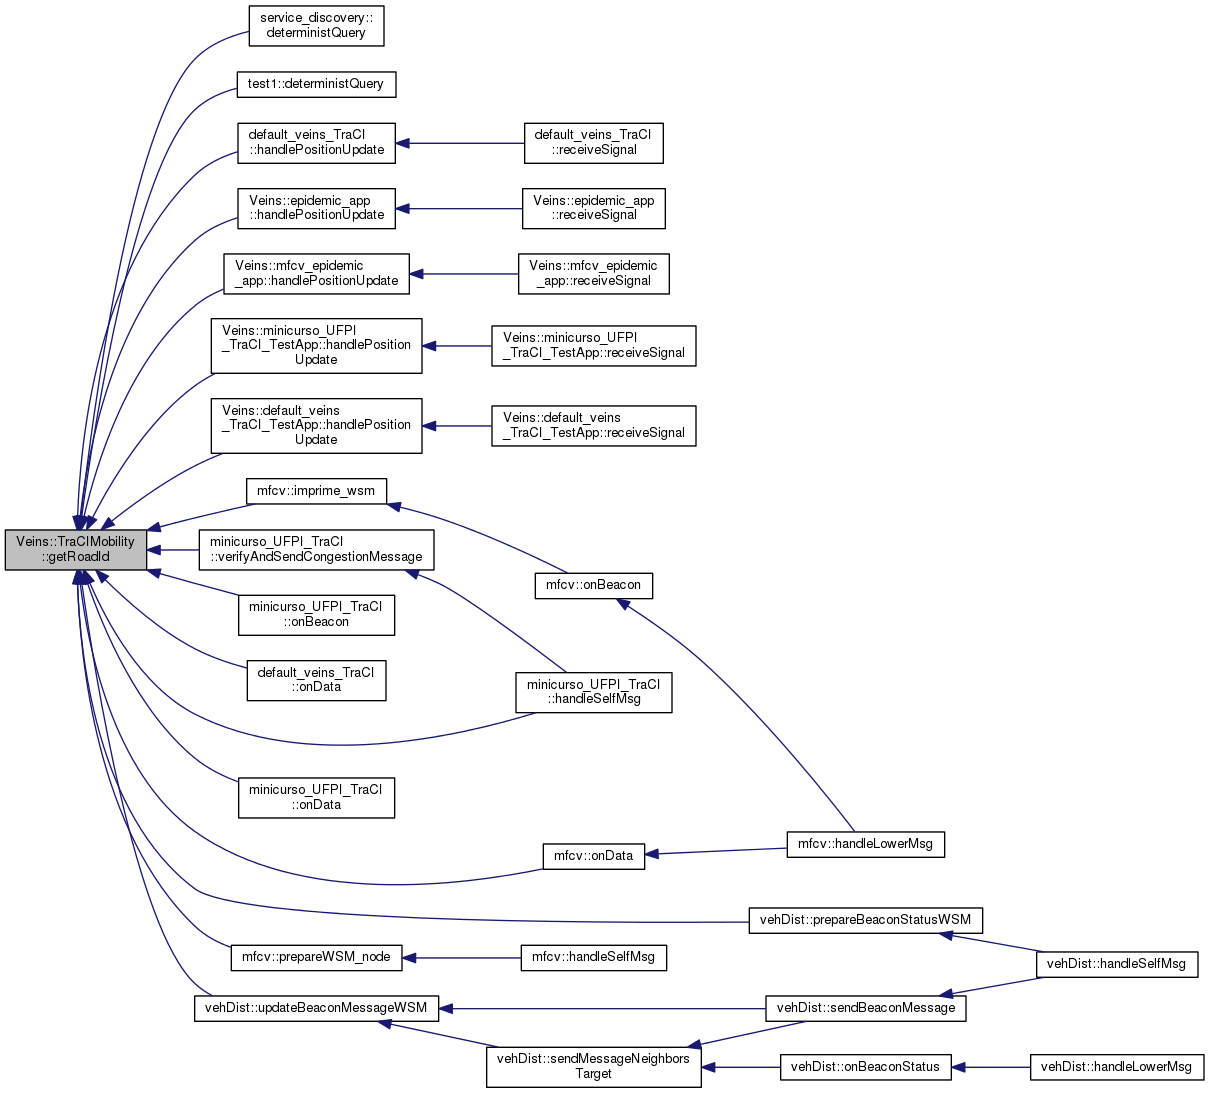 service_discovery::
deterministQuery
test1::deterministQuery
default_veins_TraCI
::handlePositionUpdate
default_veins_TraCI
::receiveSignal
Veins::epidemic_app
::handlePositionUpdate
Veins::epidemic_app
::receiveSignal
Veins::mfcv_epidemic
_app::handlePositionUpdate
Veins::mfcv_epidemic
_app::receiveSignal
Veins::minicurso_UFPI
_TraCI_TestApp::handlePosition
Update
Veins::minicurso_UFPI
_TraCI_TestApp::receiveSignal
Veins::default_veins
_TraCI_TestApp::handlePosition
Update
Veins::default_veins
_TraCI_TestApp::receiveSignal
mfcv::imprime_wsm
Veins::TraCIMobility
::getRoadId
minicurso_UFPI_TraCI
::verifyAndSendCongestionMessage
mfcv::onBeacon
minicurso_UFPI_TraCI
::onBeacon
default_veins_TraCI
::onData
minicurso_UFPI_TraCI
::handleSelfMsg
minicurso_UFPI_TraCI
::onData
mfcv::handleLowerMsg
mfcv::onData
vehDist::prepareBeaconStatusWSM
mfcv::prepareWSM_node
mfcv::handleSelfMsg
vehDist::handleSelfMsg
vehDist::updateBeaconMessageWSM
vehDist::sendBeaconMessage
vehDist::sendMessageNeighbors
Target
vehDist::onBeaconStatus
vehDist::handleLowerMsg